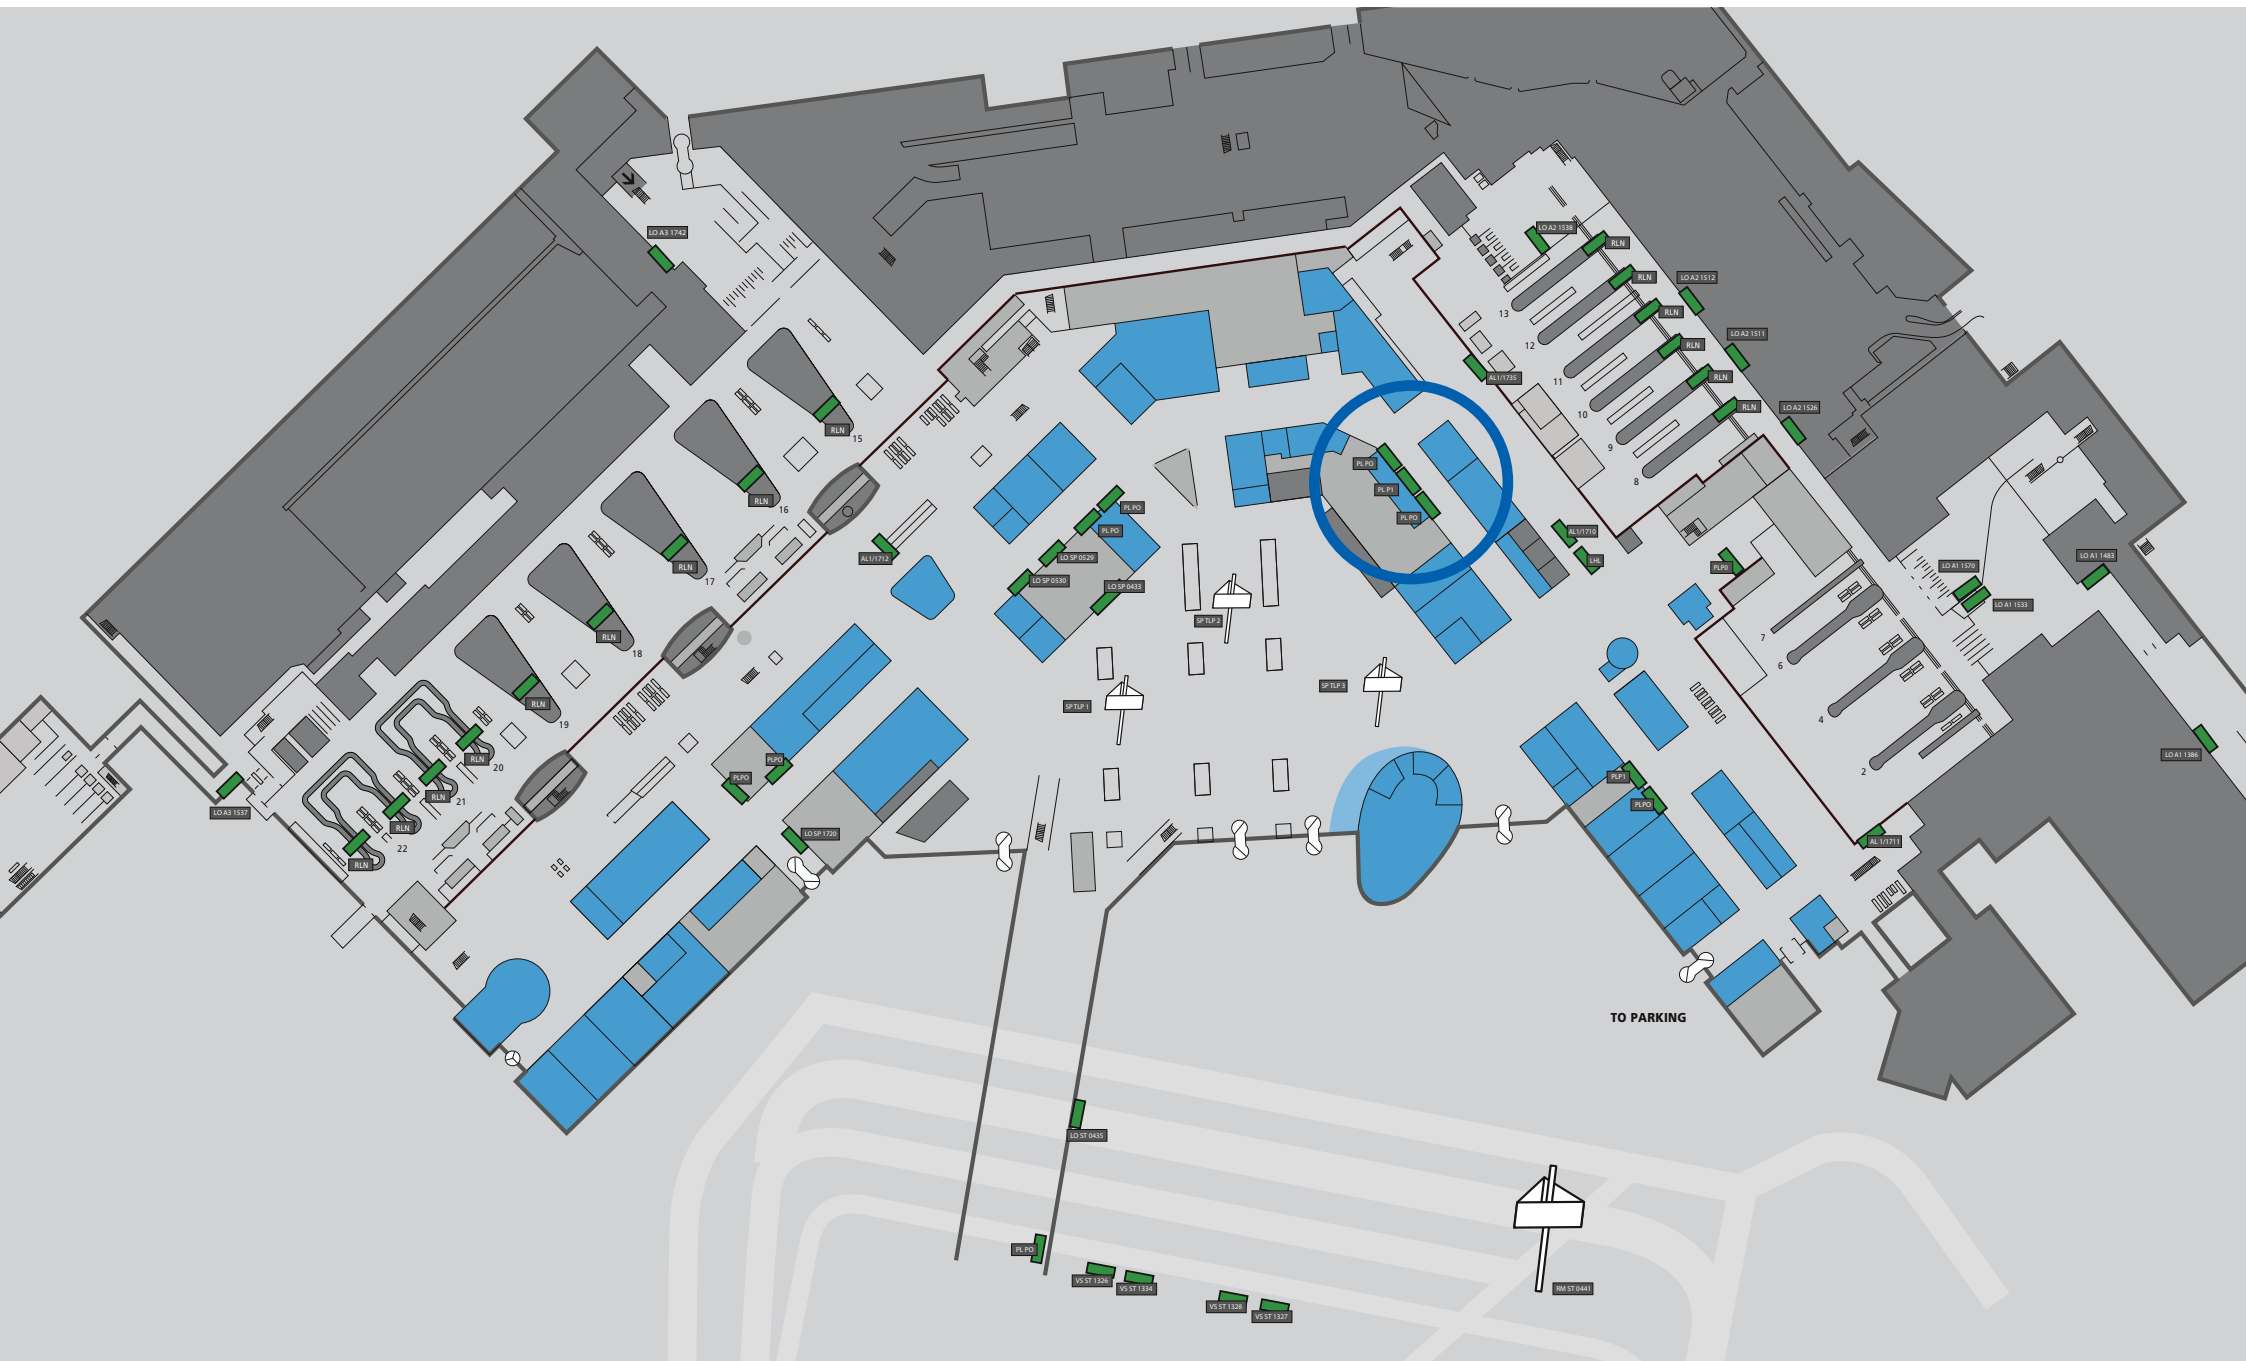 LO A3 1742
LO A2 1538
RLN
LO A2 1512
RLN
RLN
13
LO A2 1511
12
RLN
11
AL1/1735
RLN
LO A2 1526
10
RLN
9
RLN
15
PL PO
8
RLN
16
PL P1
PL PO
PL PO
PL PO
AL1/1710
LHL
AL1/1712
LO SP 0529
LO SP 0530
LO SP 0433
RLN
17
PLP0
LO A1 1570
LO A1 1483
LO A1 1533
SP TLP 2
RLN
18
7
6
SP TLP 1
SP TLP 3
RLN
19
4
RLN
20
PLPO
PLPO
PLP1
PLPO
2
LO A1 1386
RLN
21
LO A3 1537
RLN
22
RLN
LO SP 1720
AL 1/1711
TO PARKING
LO ST 0435
PL PO
VS ST 1326
VS ST 1334
VS ST 1328
VS ST 1327
RM ST 0441